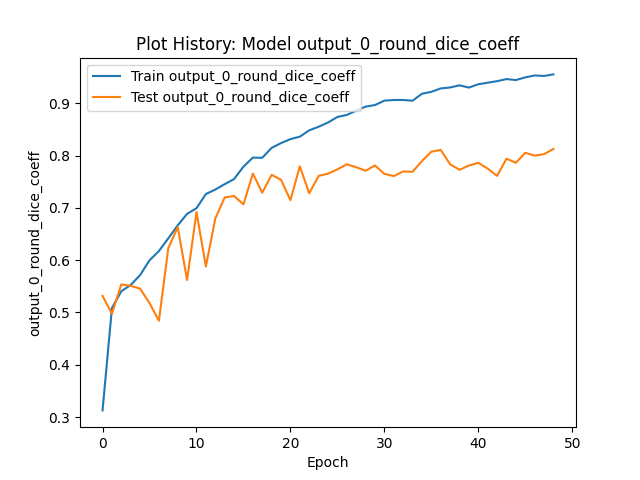 Plot History: Model output_0_round_dice_coeff
Train output_0_round_dice_coeff
Test output_0_round_dice_coeff
output_0_round_dice_coeff
0.9
0.8
0.7
0.6
0.5
0.4
0.3
0 10 20 30 40 50
Epoch